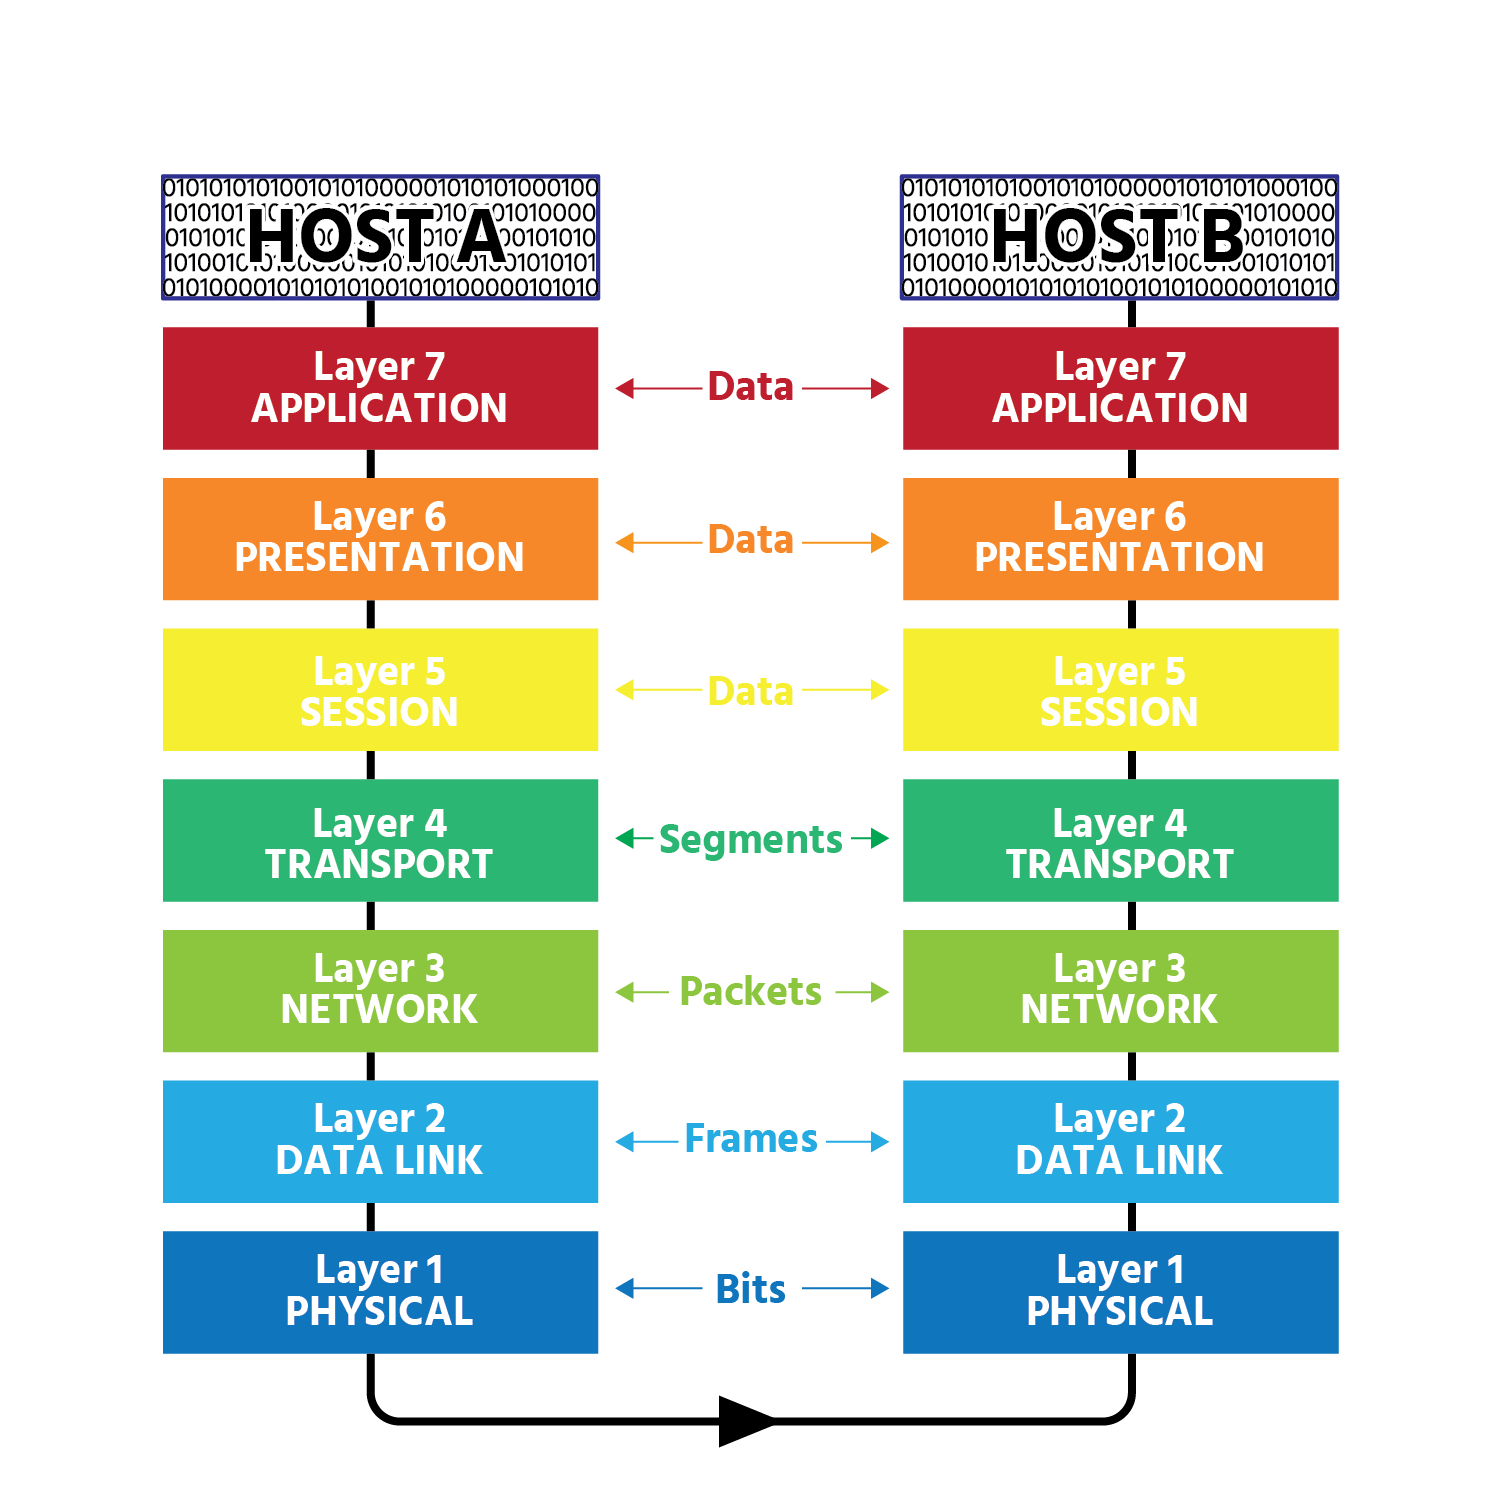 01010101010010101000001010101000100
HOST A
HOST B
Layer 7
APPLICATION
Data
Layer 7
APPLICATION
Layer 6
PRESENTATION
Data
Layer 6
PRESENTATION
Layer 5
SESSION
Data
Layer 5
SESSION
Layer 4
TRANSPORT
Segments
Layer 4
TRANSPORT
Layer 3
NETWORK
Packets
Layer 3
NETWORK
Layer 2
DATA LINK
Frames
Layer 2
DATA LINK
Layer 1
PHYSICAL
Bits
Layer 1
PHYSICAL